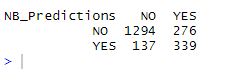 NB_Predictions NO YES
NO 1294 276
YES 137 339
>